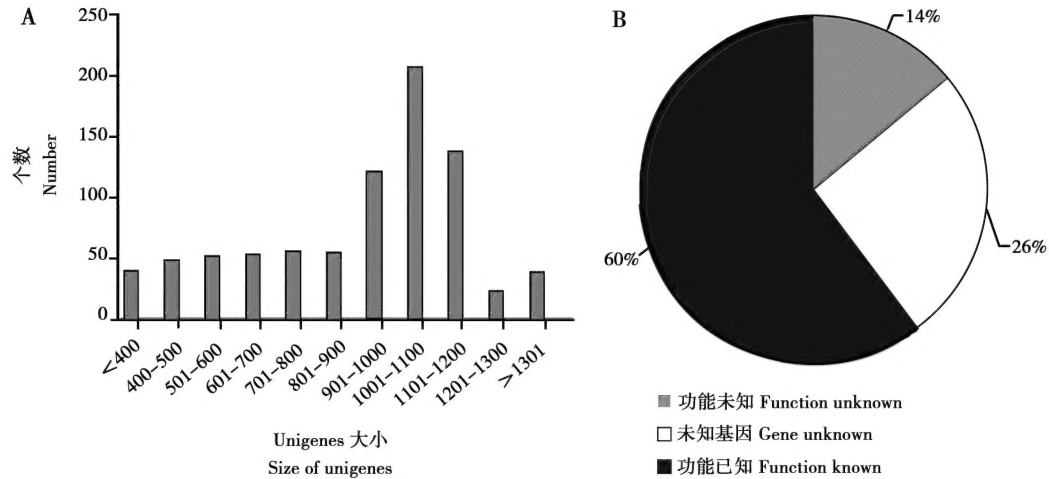 A
250
200
150
100
50
0
个数
Number
<400
400–500
501–600
601–700
701–800
801–900
901–1000
1001–1100
1101–1200
1201–1300
>1301
Unigenes 大小
Size of unigenes
B
14%
26%
60%
功能未知 Function unknown
未知基因 Gene unknown
功能已知 Function known